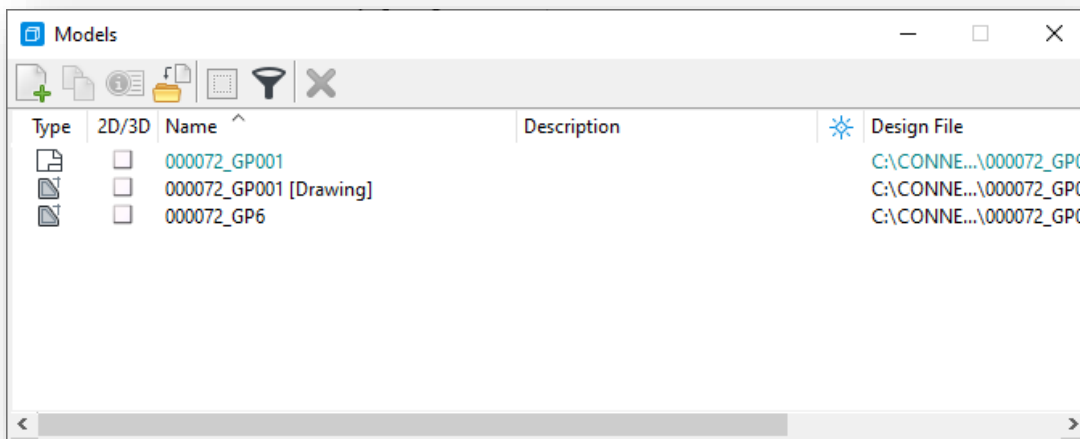 Models
Type 2D/3D Name Description Design File
000072_GP001 C:\CONNE...\000072_GP0
000072_GP001 [Drawing] C:\CONNE...\000072_GP0
000072_GP6 C:\CONNE...\000072_GP0